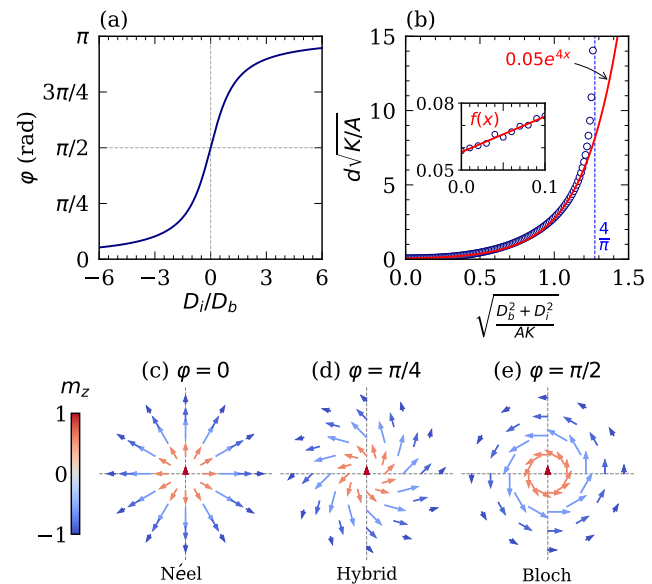 (a)
φ (rad)
π
3π/4
π/2
π/4
0
−6 −3 0 3 6
D_i/D_b
(b)
d√K/A
15
10
5
0
0.0 0.5 1.0 1.5
√((D_b^2 + D_i^2)/(AK))
0.05e^{4x}
4/π
0.08
0.05
0.0 0.1
f(x)
(c) φ = 0
(d) φ = π/4
(e) φ = π/2
m_z
1
0
−1
Néel
Hybrid
Bloch